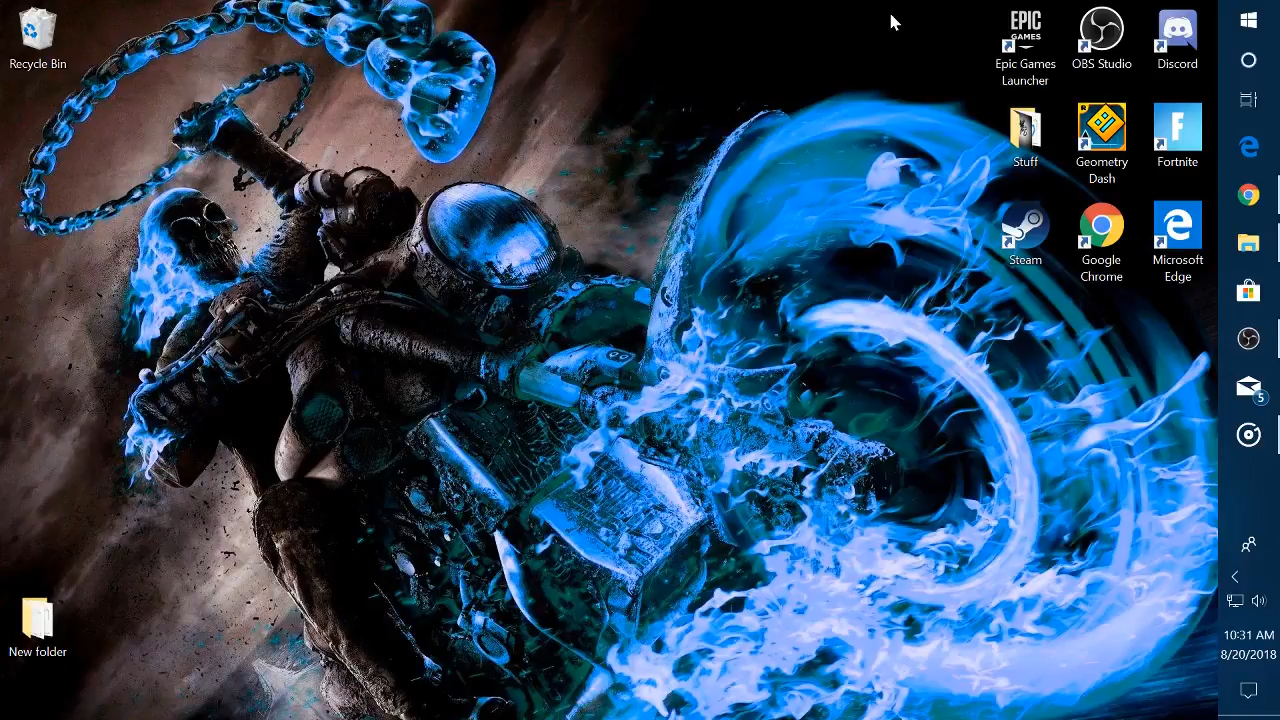 Recycle Bin
EPIC
GAMES
Epic Games
Launcher
OBS Studio
Discord
Stuff
R
Geometry
Dash
F
Fortnite
Steam
Google
Chrome
Microsoft
Edge
5
New folder
10:31 AM
8/20/2018